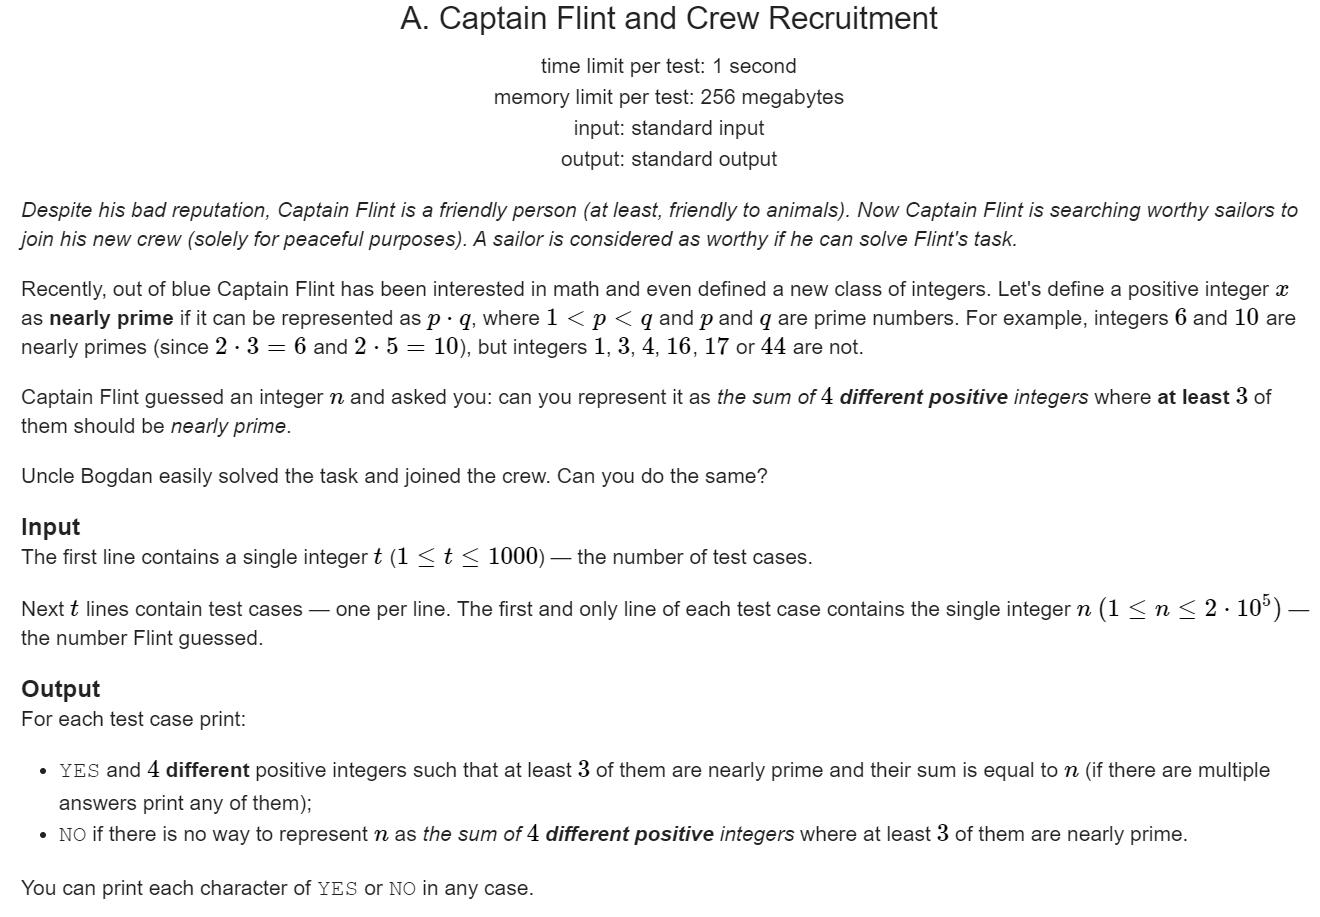 A. Captain Flint and Crew Recruitment
time limit per test: 1 second
memory limit per test: 256 megabytes
input: standard input
output: standard output
Despite his bad reputation, Captain Flint is a friendly person (at least, friendly to animals). Now Captain Flint is searching worthy sailors to
join his new crew (solely for peaceful purposes). A sailor is considered as worthy if he can solve Flint's task.
Recently, out of blue Captain Flint has been interested in math and even defined a new class of integers. Let's define a positive integer x
as nearly prime if it can be represented as p · q, where 1 < p < q and p and q are prime numbers. For example, integers 6 and 10 are
nearly primes (since 2 · 3 = 6 and 2 · 5 = 10), but integers 1, 3, 4, 16, 17 or 44 are not.
Captain Flint guessed an integer n and asked you: can you represent it as the sum of 4 different positive integers where at least 3 of
them should be nearly prime.
Uncle Bogdan easily solved the task and joined the crew. Can you do the same?
Input
The first line contains a single integer t (1 ≤ t ≤ 1000) — the number of test cases.
Next t lines contain test cases — one per line. The first and only line of each test case contains the single integer n (1 ≤ n ≤ 2 · 10⁵) —
the number Flint guessed.
Output
For each test case print:
• YES and 4 different positive integers such that at least 3 of them are nearly prime and their sum is equal to n (if there are multiple
answers print any of them);
• NO if there is no way to represent n as the sum of 4 different positive integers where at least 3 of them are nearly prime.
You can print each character of YES or NO in any case.